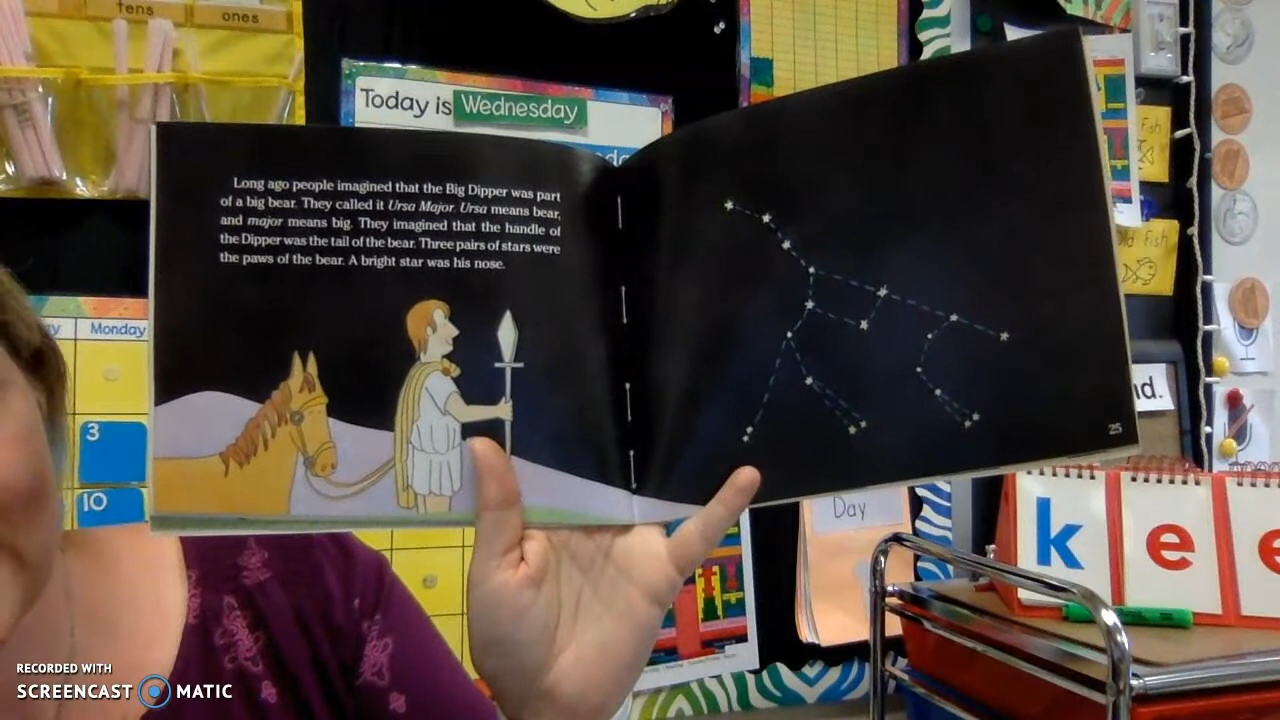 tens
ones
Today is Wednesday
Long ago people imagined that the Big Dipper was part
of a big bear. They called it Ursa Major. Ursa means bear,
and major means big. They imagined that the handle of
the Dipper was the tail of the bear. Three pairs of stars were
the paws of the bear. A bright star was his nose.
25
Monday
3
10
Fish
Old Fish
nd.
Day
k e e
RECORDED WITH
SCREENCAST MATIC